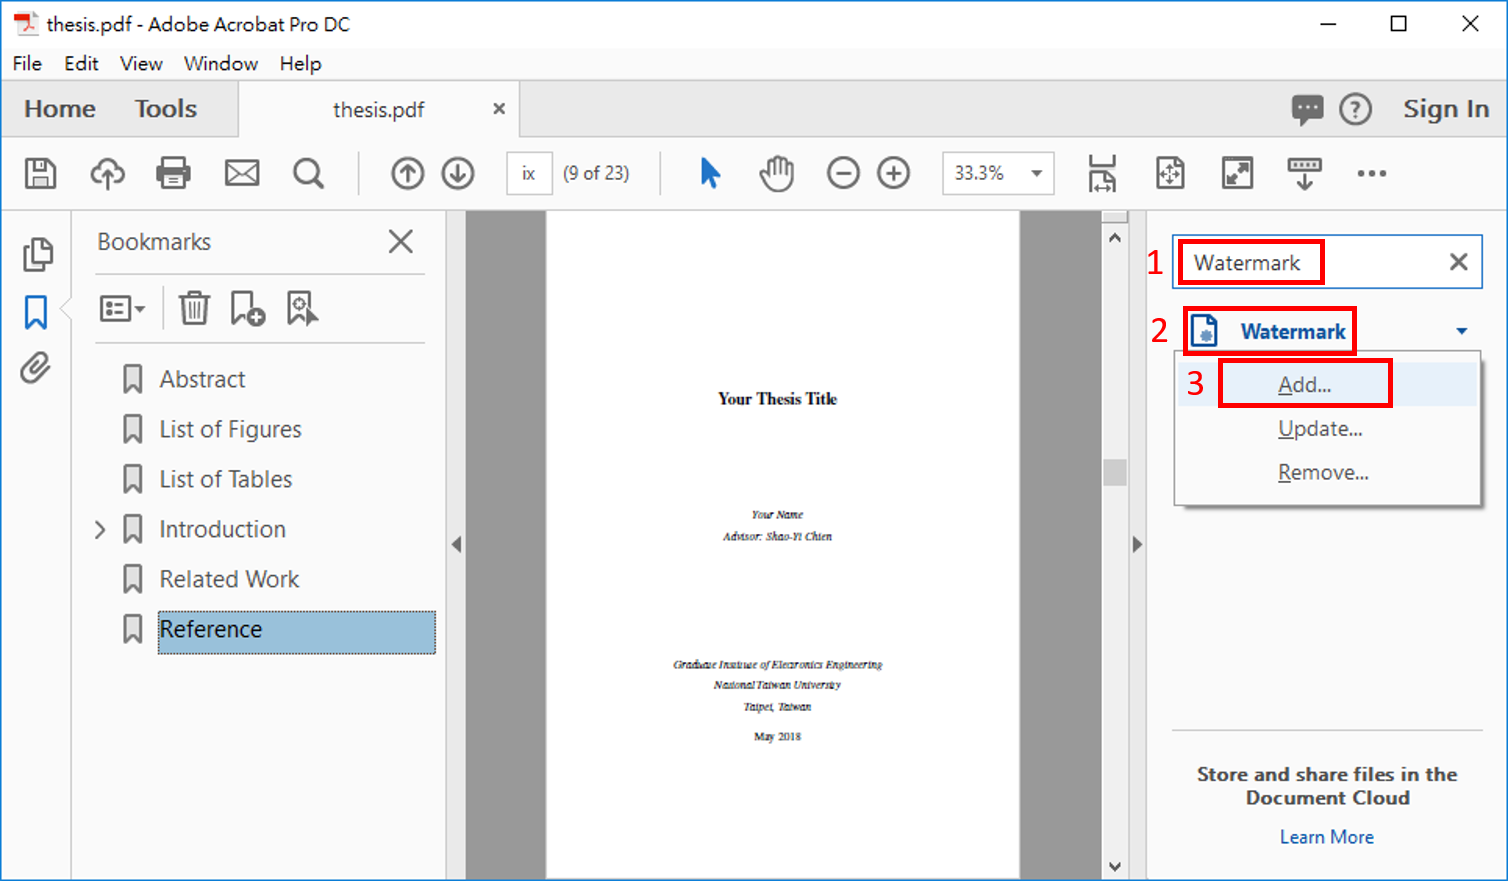 thesis.pdf - Adobe Acrobat Pro DC
File Edit View Window Help
Home Tools thesis.pdf Sign In
ix (9 of 23) 33.3%
Bookmarks
Abstract
List of Figures
List of Tables
Introduction
Related Work
Reference
Your Thesis Title
Your Name
Advisor: Shao-Yi Chien
Graduate Institute of Electronics Engineering
National Taiwan University
Taipei, Taiwan
May 2018
1 Watermark
2 Watermark
3 Add...
Update...
Remove...
Store and share files in the
Document Cloud
Learn More